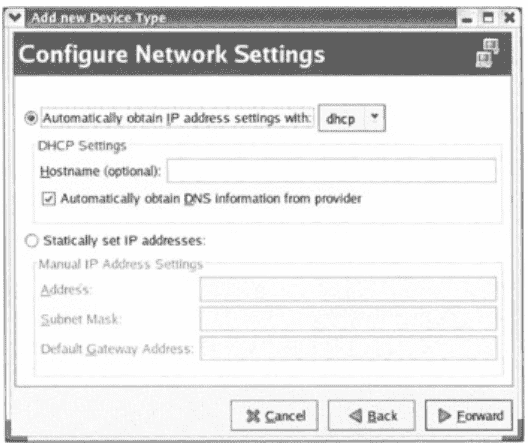 Add new Device Type
Configure Network Settings
Automatically obtain IP address settings with: dhcp
DHCP Settings
Hostname (optional):
Automatically obtain DNS information from provider
Statically set IP addresses:
Manual IP Address Settings
Address:
Subnet Mask:
Default Gateway Address:
Cancel Back Forward